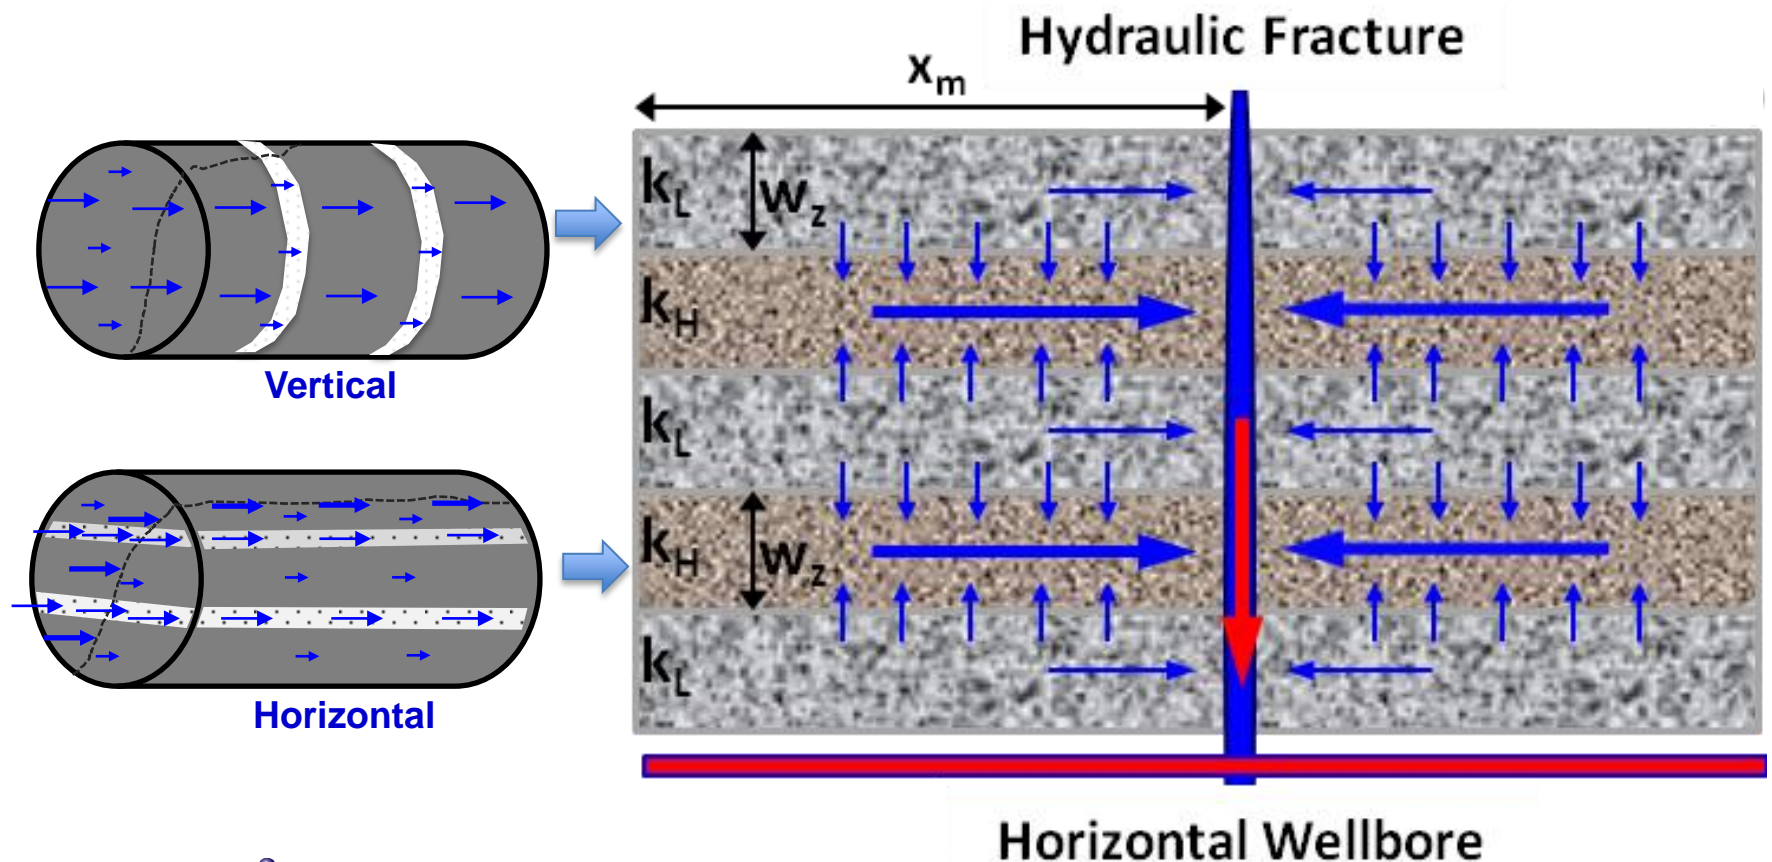 Hydraulic Fracture
x_m
k_L
w_z
k_H
Vertical
k_L
k_H
w_z
k_L
Horizontal
Horizontal Wellbore